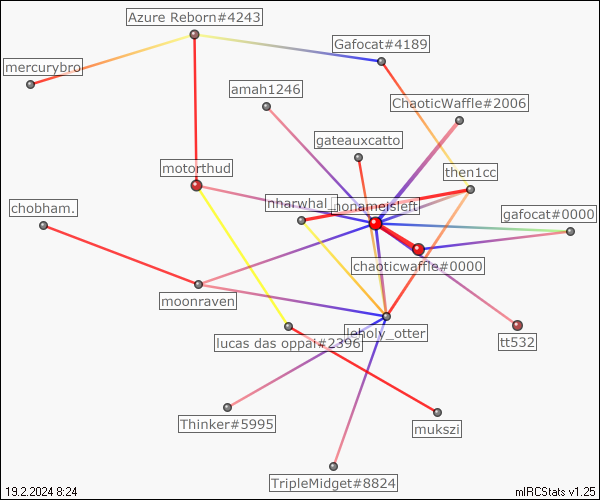 Azure Reborn#4243
Gafocat#4189
mercurybro
amah1246
ChaoticWaffle#2006
gateauxcatto
motorthud
then1cc
nharwhal_
nonameisleft
chobham.
gafocat#0000
chaoticwaffle#0000
moonraven
leholy_otter
lucas das oppai#2396
tt532
Thinker#5995
mukszi
TripleMidget#8824
19.2.2024 8:24
mIRCStats v1.25